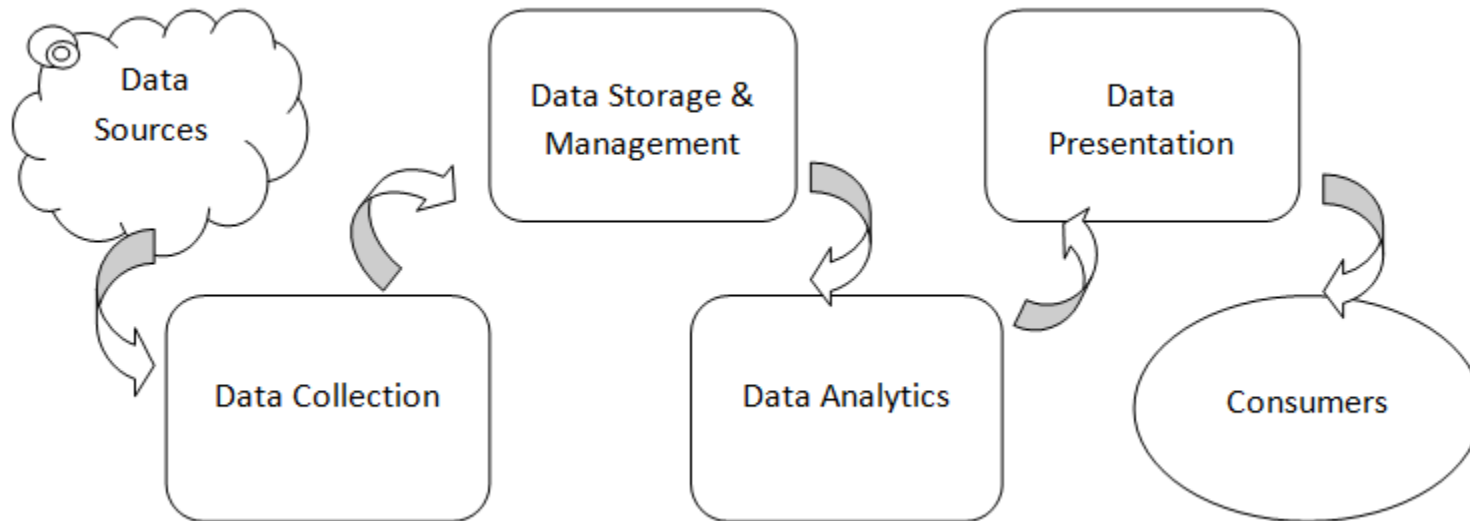 Data
Sources
Data Collection
Data Storage &
Management
Data Analytics
Data
Presentation
Consumers